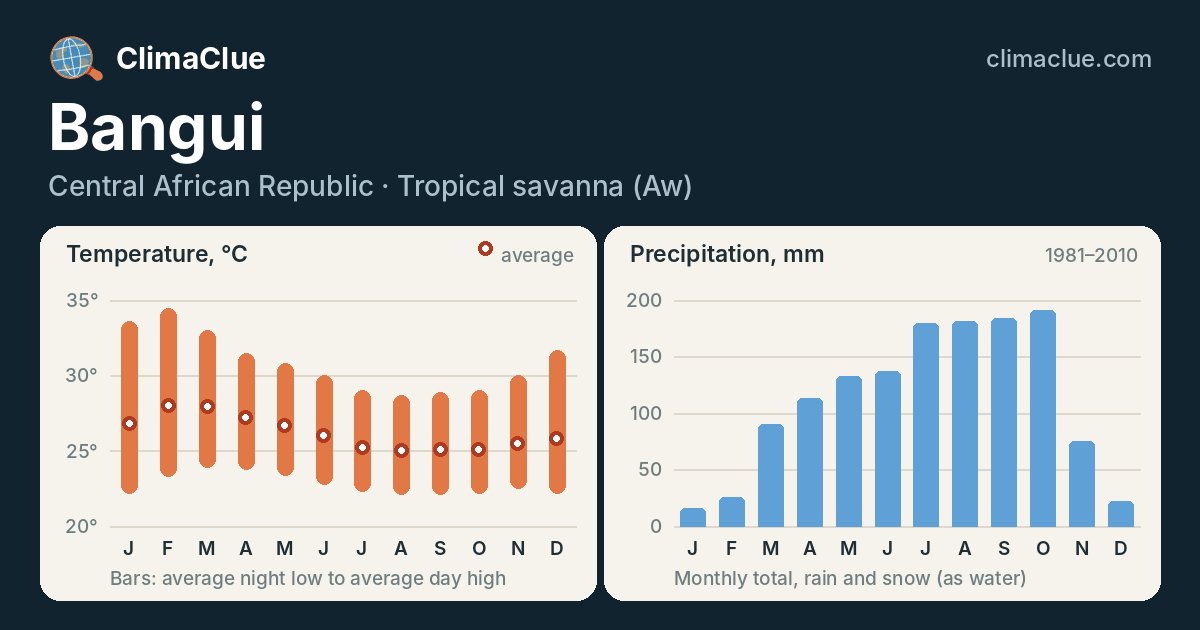 ClimaClue
climaclue.com
Bangui
Central African Republic · Tropical savanna (Aw)
Temperature, °C
average
35°
30°
25°
20°
J F M A M J J A S O N D
Bars: average night low to average day high
Precipitation, mm
1981–2010
200
150
100
50
0
J F M A M J J A S O N D
Monthly total, rain and snow (as water)